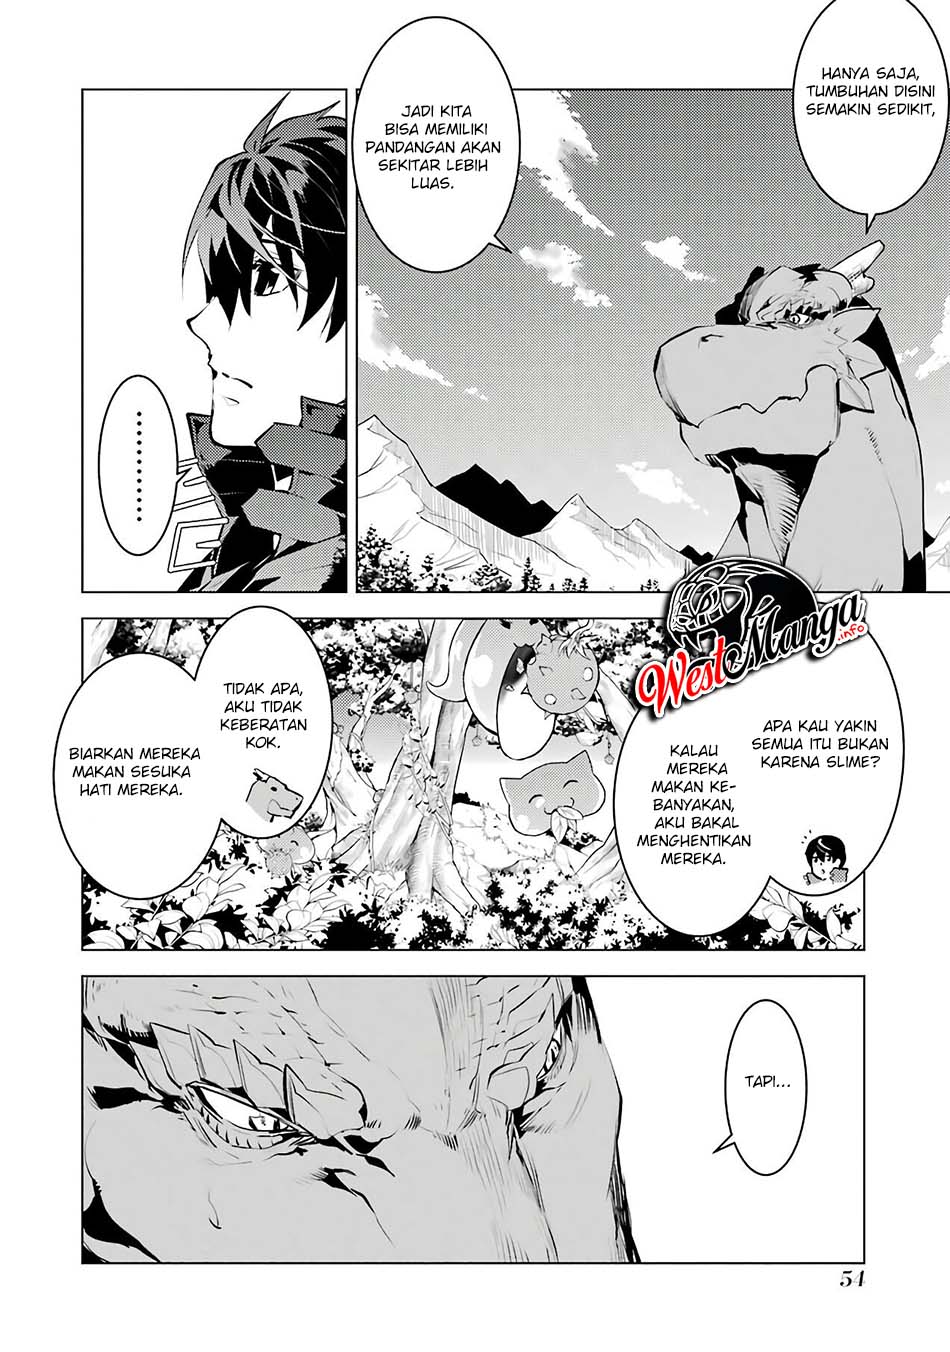 HANYA SAJA,
TUMBUHAN DISINI
SEMAKIN SEDIKIT,
JADI KITA
BISA MEMILIKI
PANDANGAN AKAN
SEKITAR LEBIH
LUAS.
..........
APA KAU YAKIN
SEMUA ITU BUKAN
KARENA SLIME?
KALAU
MEREKA
MAKAN KE-
BANYAKAN,
AKU BAKAL
MENGHENTIKAN
MEREKA.
TIDAK APA,
AKU TIDAK
KEBERATAN
KOK.
BIARKAN MEREKA
MAKAN SESUKA
HATI MEREKA.
TAPI...
WestManga
.info
54